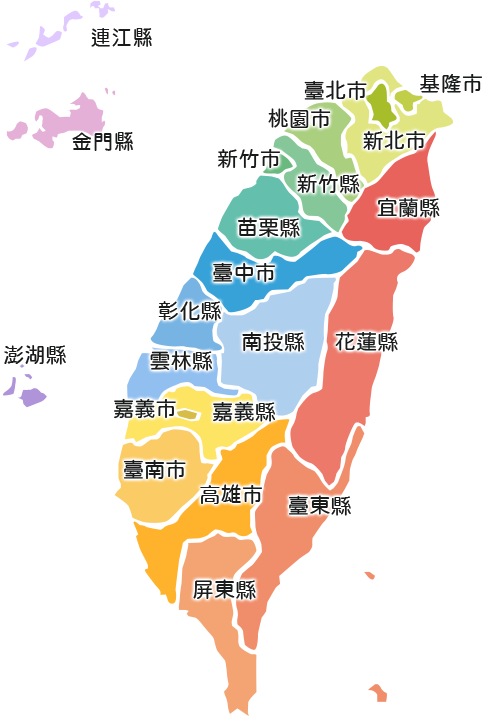 連江縣
金門縣
基隆市
臺北市
桃園市
新北市
新竹市
新竹縣
宜蘭縣
苗栗縣
臺中市
彰化縣
南投縣
花蓮縣
澎湖縣
雲林縣
嘉義市
嘉義縣
臺南市
高雄市
臺東縣
屏東縣